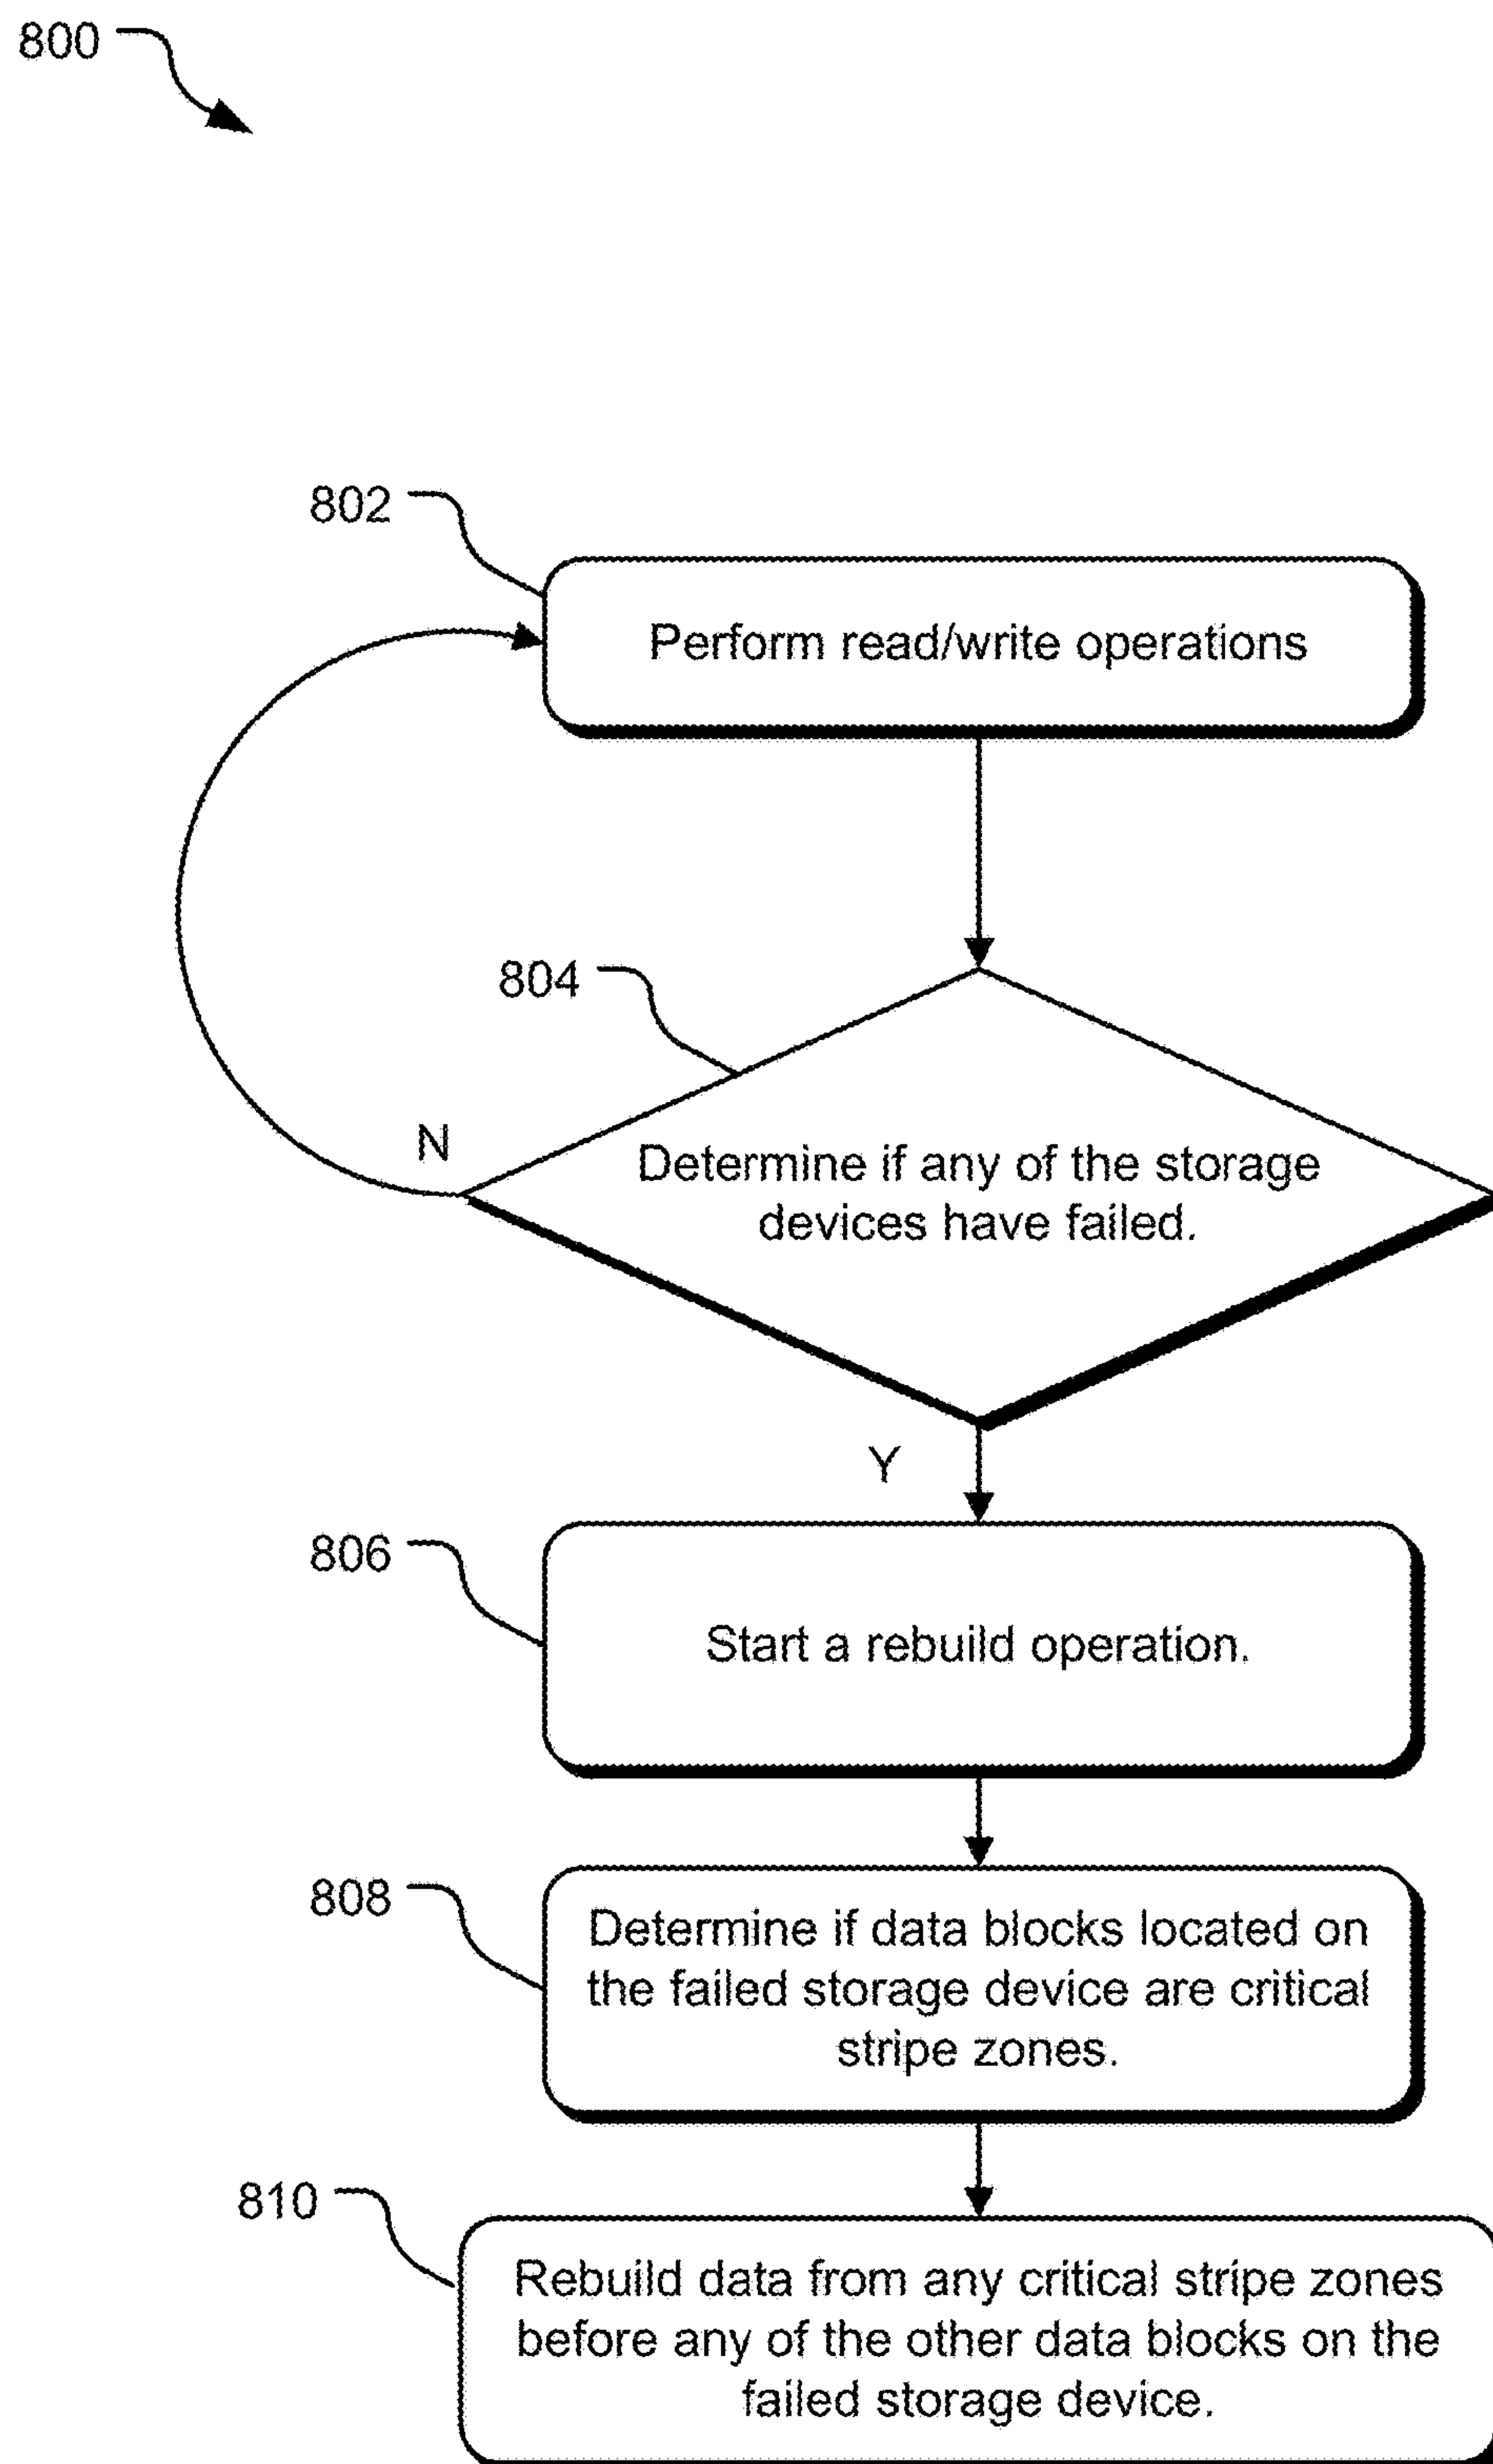 800
802
Perform read/write operations
804
N
Determine if any of the storage
devices have failed.
Y
806
Start a rebuild operation.
808
Determine if data blocks located on
the failed storage device are critical
stripe zones.
810
Rebuild data from any critical stripe zones
before any of the other data blocks on the
failed storage device.